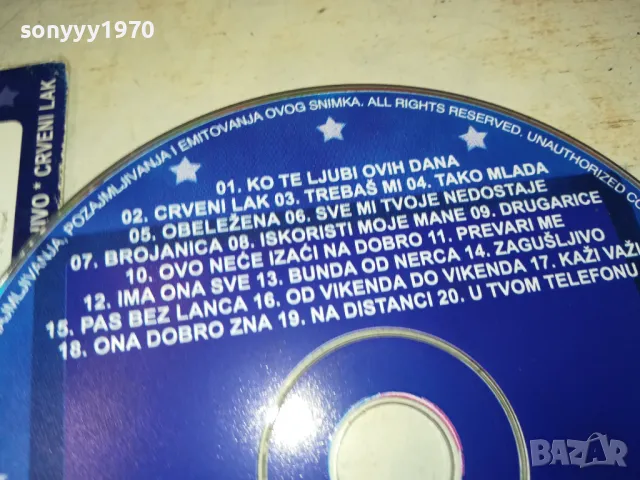 sonyyy1970
IVO * CRVENI LAK
POZAJMLJIVANJA I EMITOVANJA OVOG SNIMKA. ALL RIGHTS RESERVED. UNAUTHORIZED
01. KO TE LJUBI OVIH DANA
02. CRVENI LAK 03. TREBAŠ MI 04. TAKO MLADA
05. OBELEŽENA 06. SVE MI TVOJE NEDOSTAJE
07. BROJANICA 08. ISKORISTI MOJE MANE 09. DRUGARICE
10. OVO NEĆE IZAĆI NA DOBRO 11. PREVARI ME
12. IMA ONA SVE 13. BUNDA OD NERCA 14. ZAGUŠLJIVO
15. PAS BEZ LANCA 16. OD VIKENDA DO VIKENDA 17. KAŽI VAŽI
18. ONA DOBRO ZNA 19. NA DISTANCI 20. U TVOM TELEFONU
BAZAR
bg